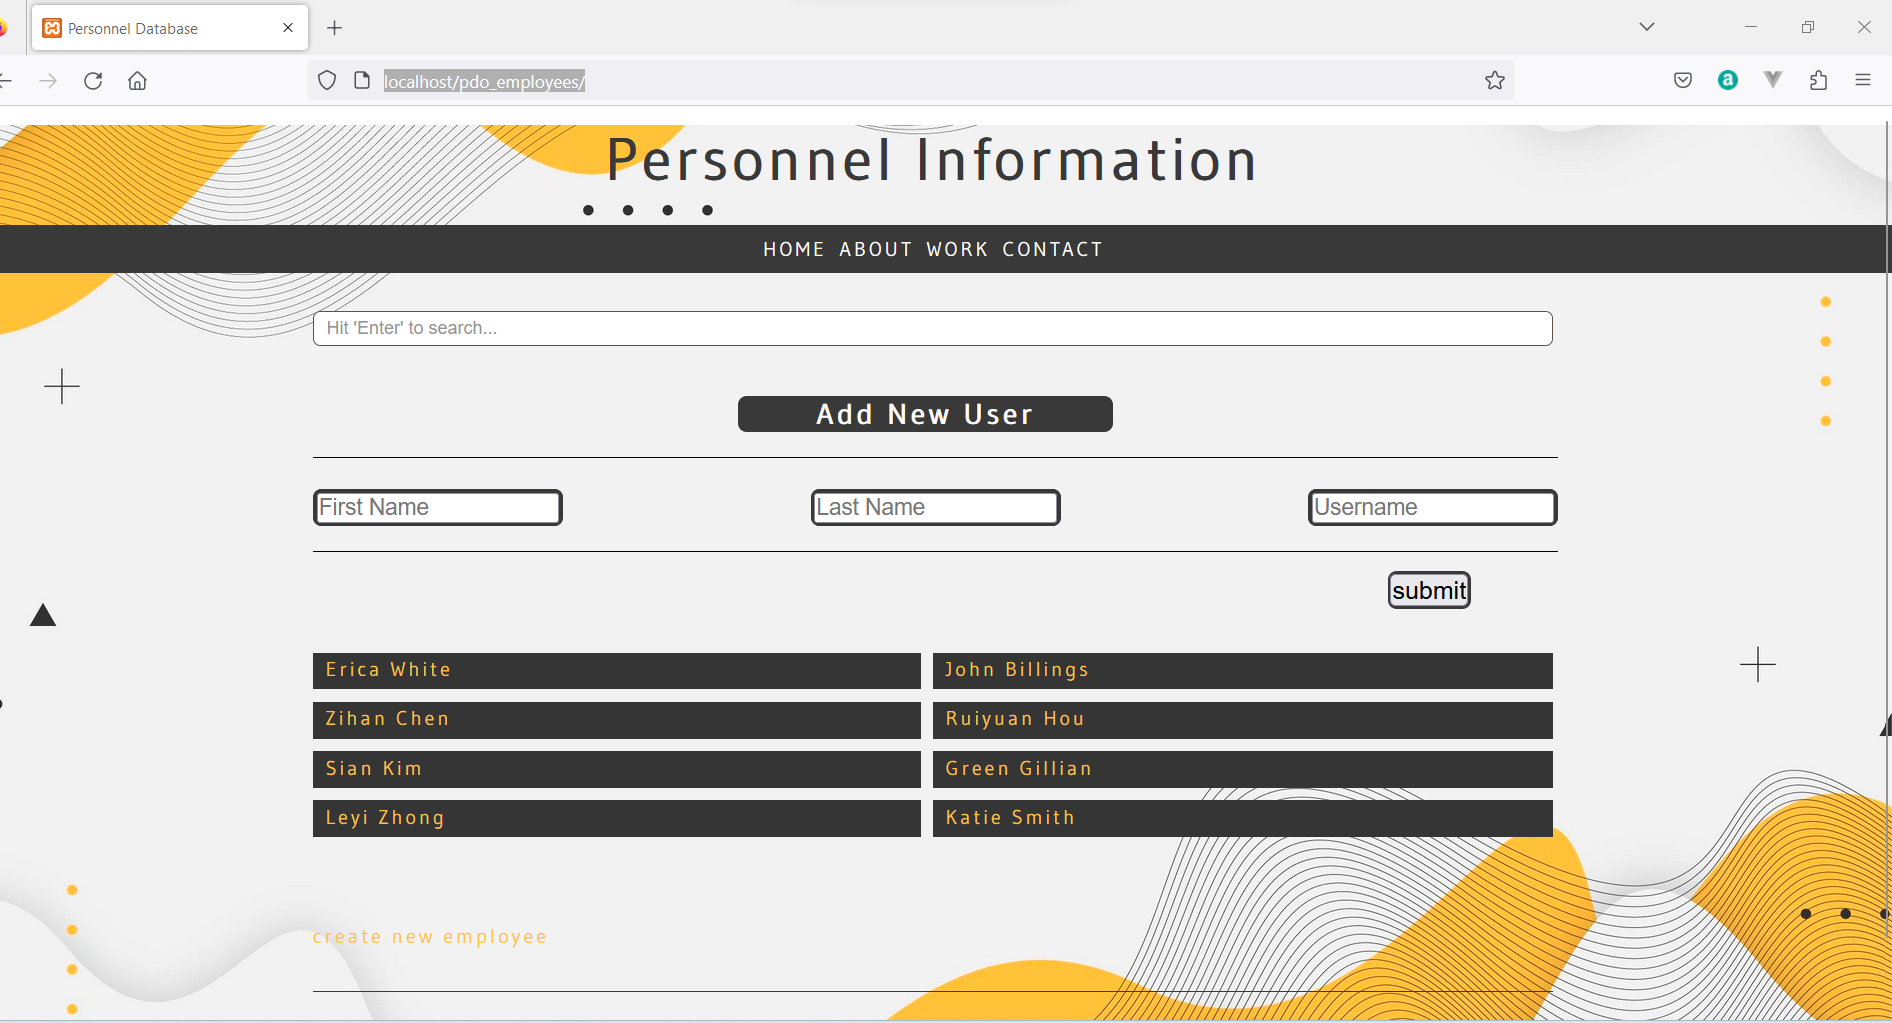 Personnel Database
localhost/pdo_employees/
Personnel Information
HOME ABOUT WORK CONTACT
Hit 'Enter' to search...
Add New User
First Name Last Name Username
submit
Erica White John Billings
Zihan Chen Ruiyuan Hou
Sian Kim Green Gillian
Leyi Zhong Katie Smith
create new employee